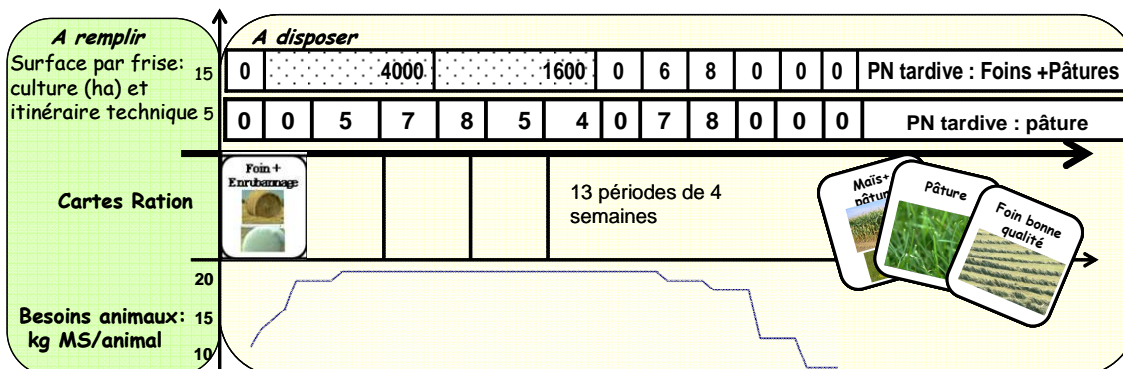 A remplir
Surface par frise:
culture (ha) et
itinéraire technique
15
5
A disposer
0 4000 1600 0 6 8 0 0 0 PN tardive : Foins +Pâtures
0 0 5 7 8 5 4 0 7 8 0 0 0 PN tardive : pâture
Cartes Ration
Foin +
Enrubannage
13 périodes de 4
semaines
Maïs+
pâtur
Pâture
Foin bonne
qualité
Besoins animaux:
kg MS/animal
20
15
10